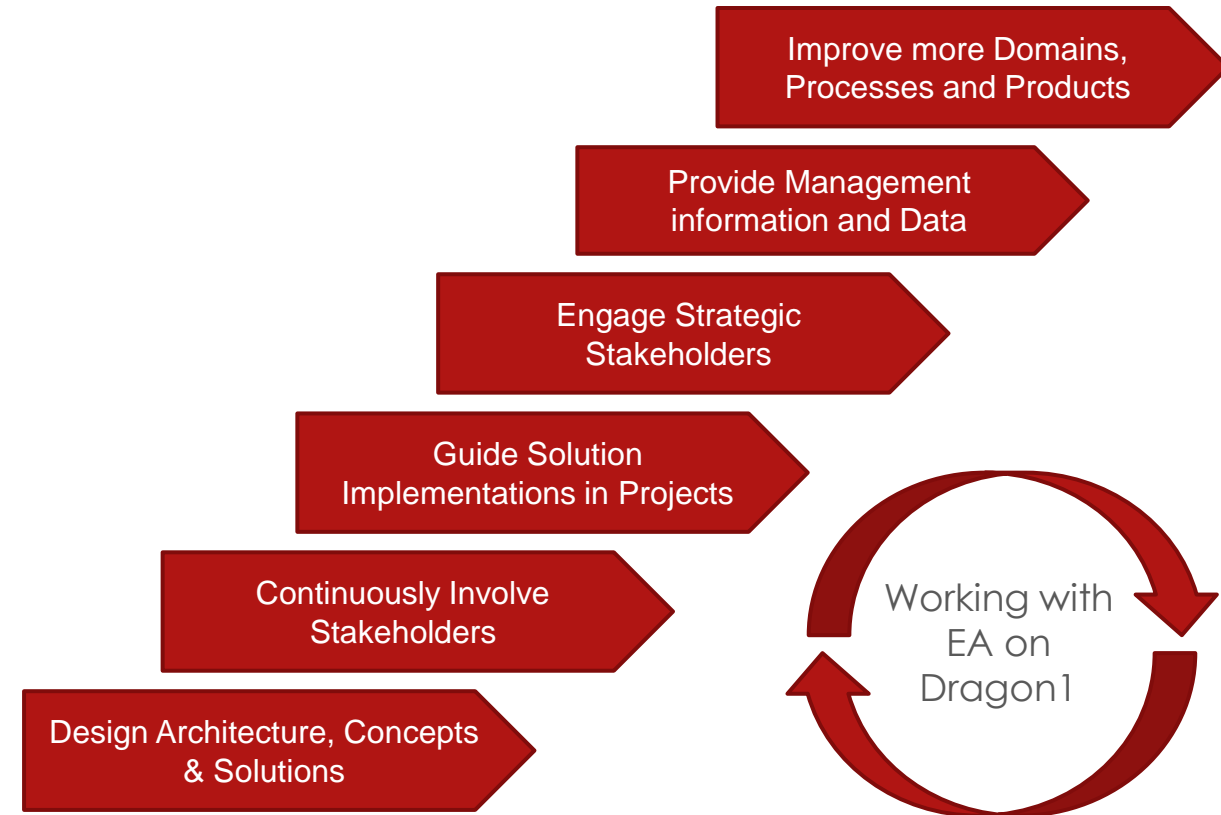 Improve more Domains,
Processes and Products
Provide Management
information and Data
Engage Strategic
Stakeholders
Guide Solution
Implementations in Projects
Continuously Involve
Stakeholders
Design Architecture, Concepts
& Solutions
Working with
EA on
Dragon1